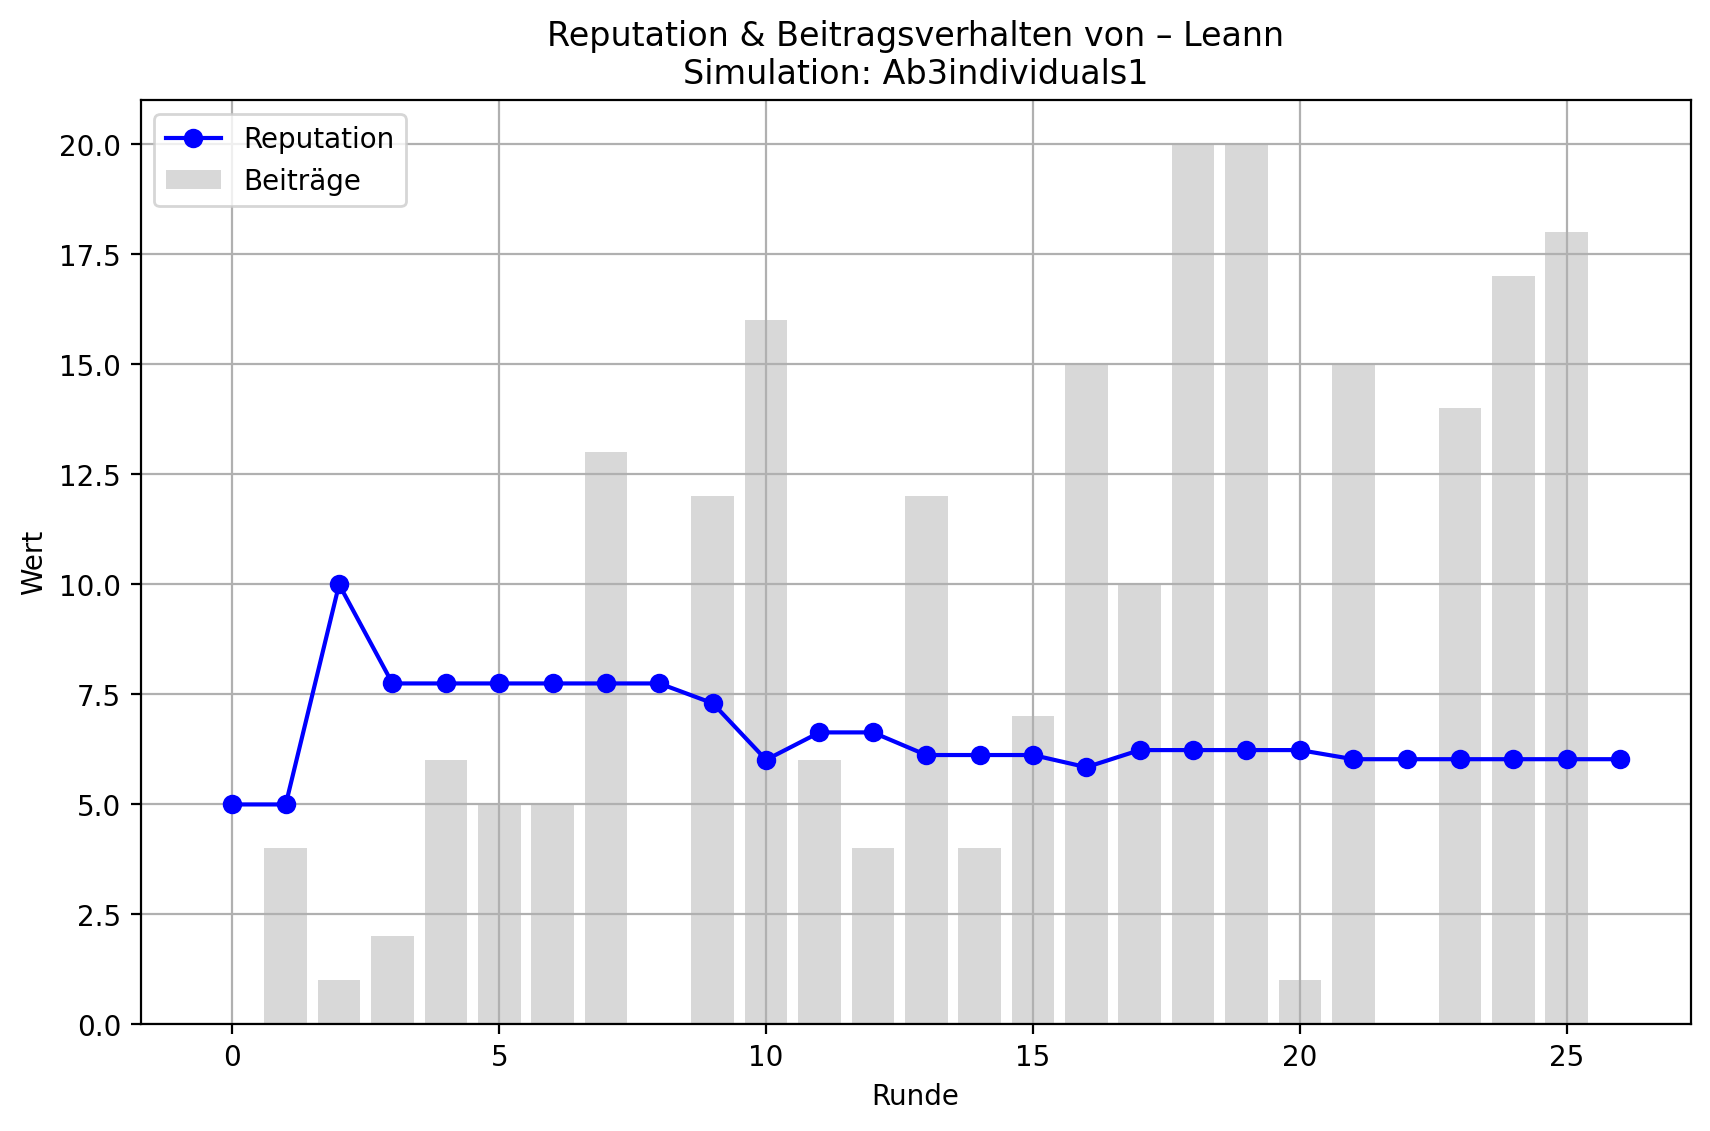 Reputation & Beitragsverhalten von – Leann
Simulation: Ab3individuals1
Reputation
Beiträge
20.0
17.5
15.0
12.5
10.0
7.5
5.0
2.5
0.0
Wert
0 5 10 15 20 25
Runde